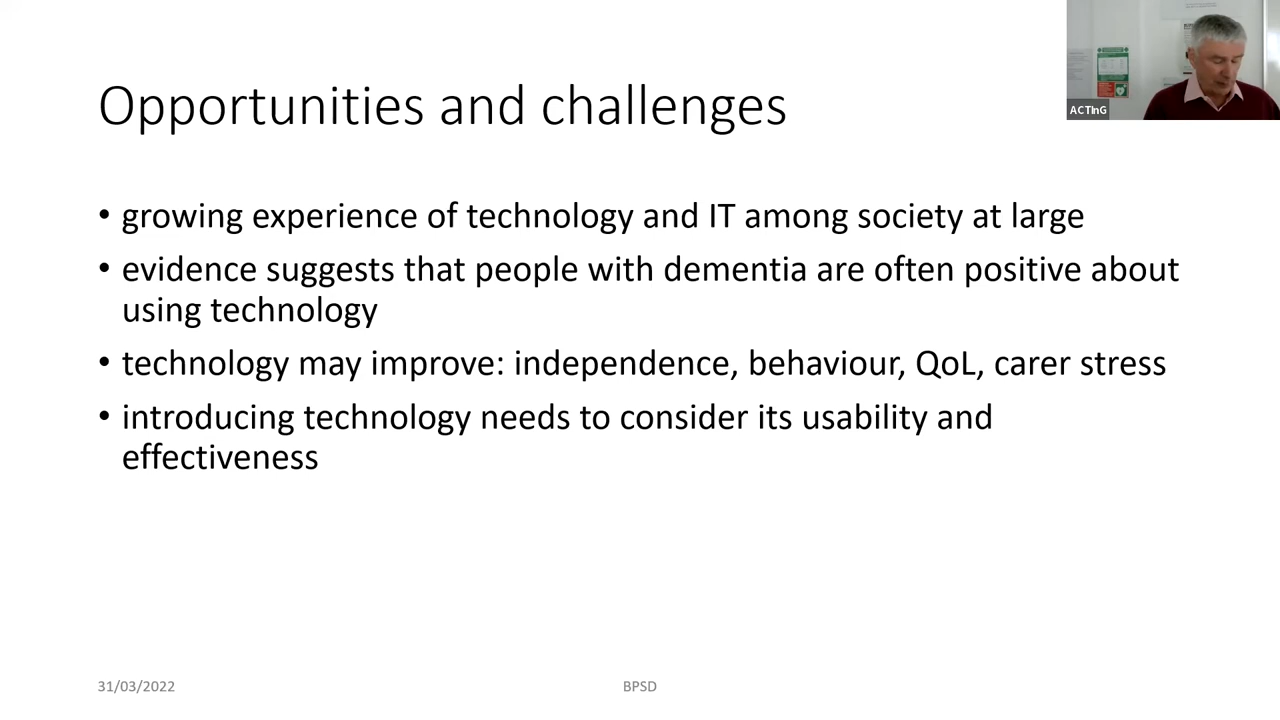 Opportunities and challenges
ACTInG
• growing experience of technology and IT among society at large
• evidence suggests that people with dementia are often positive about
using technology
• technology may improve: independence, behaviour, QoL, carer stress
• introducing technology needs to consider its usability and
effectiveness
31/03/2022
BPSD